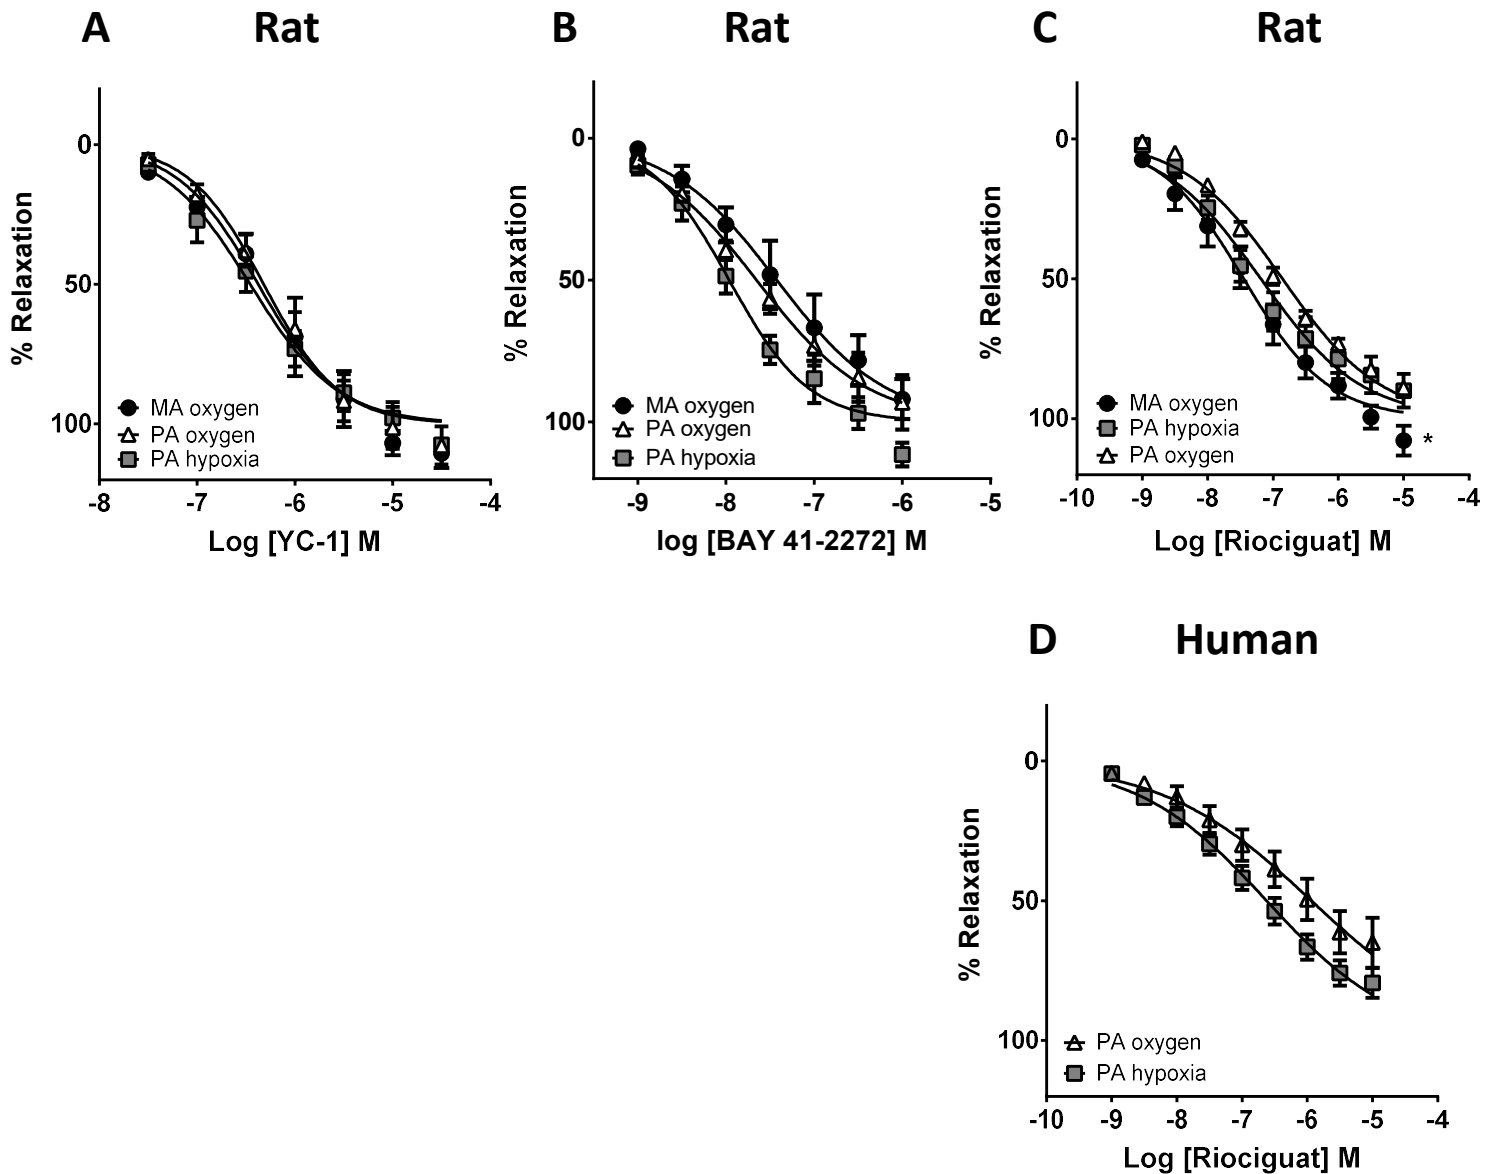 A Rat
% Relaxation
0
50
100
MA oxygen
PA oxygen
PA hypoxia
-8 -7 -6 -5 -4
Log [YC-1] M
B Rat
% Relaxation
0
50
100
MA oxygen
PA oxygen
PA hypoxia
-9 -8 -7 -6 -5
log [BAY 41-2272] M
C Rat
% Relaxation
0
50
100
MA oxygen
PA hypoxia
PA oxygen
*
-10 -9 -8 -7 -6 -5 -4
Log [Riociguat] M
D Human
% Relaxation
0
50
100
PA oxygen
PA hypoxia
-10 -9 -8 -7 -6 -5 -4
Log [Riociguat] M